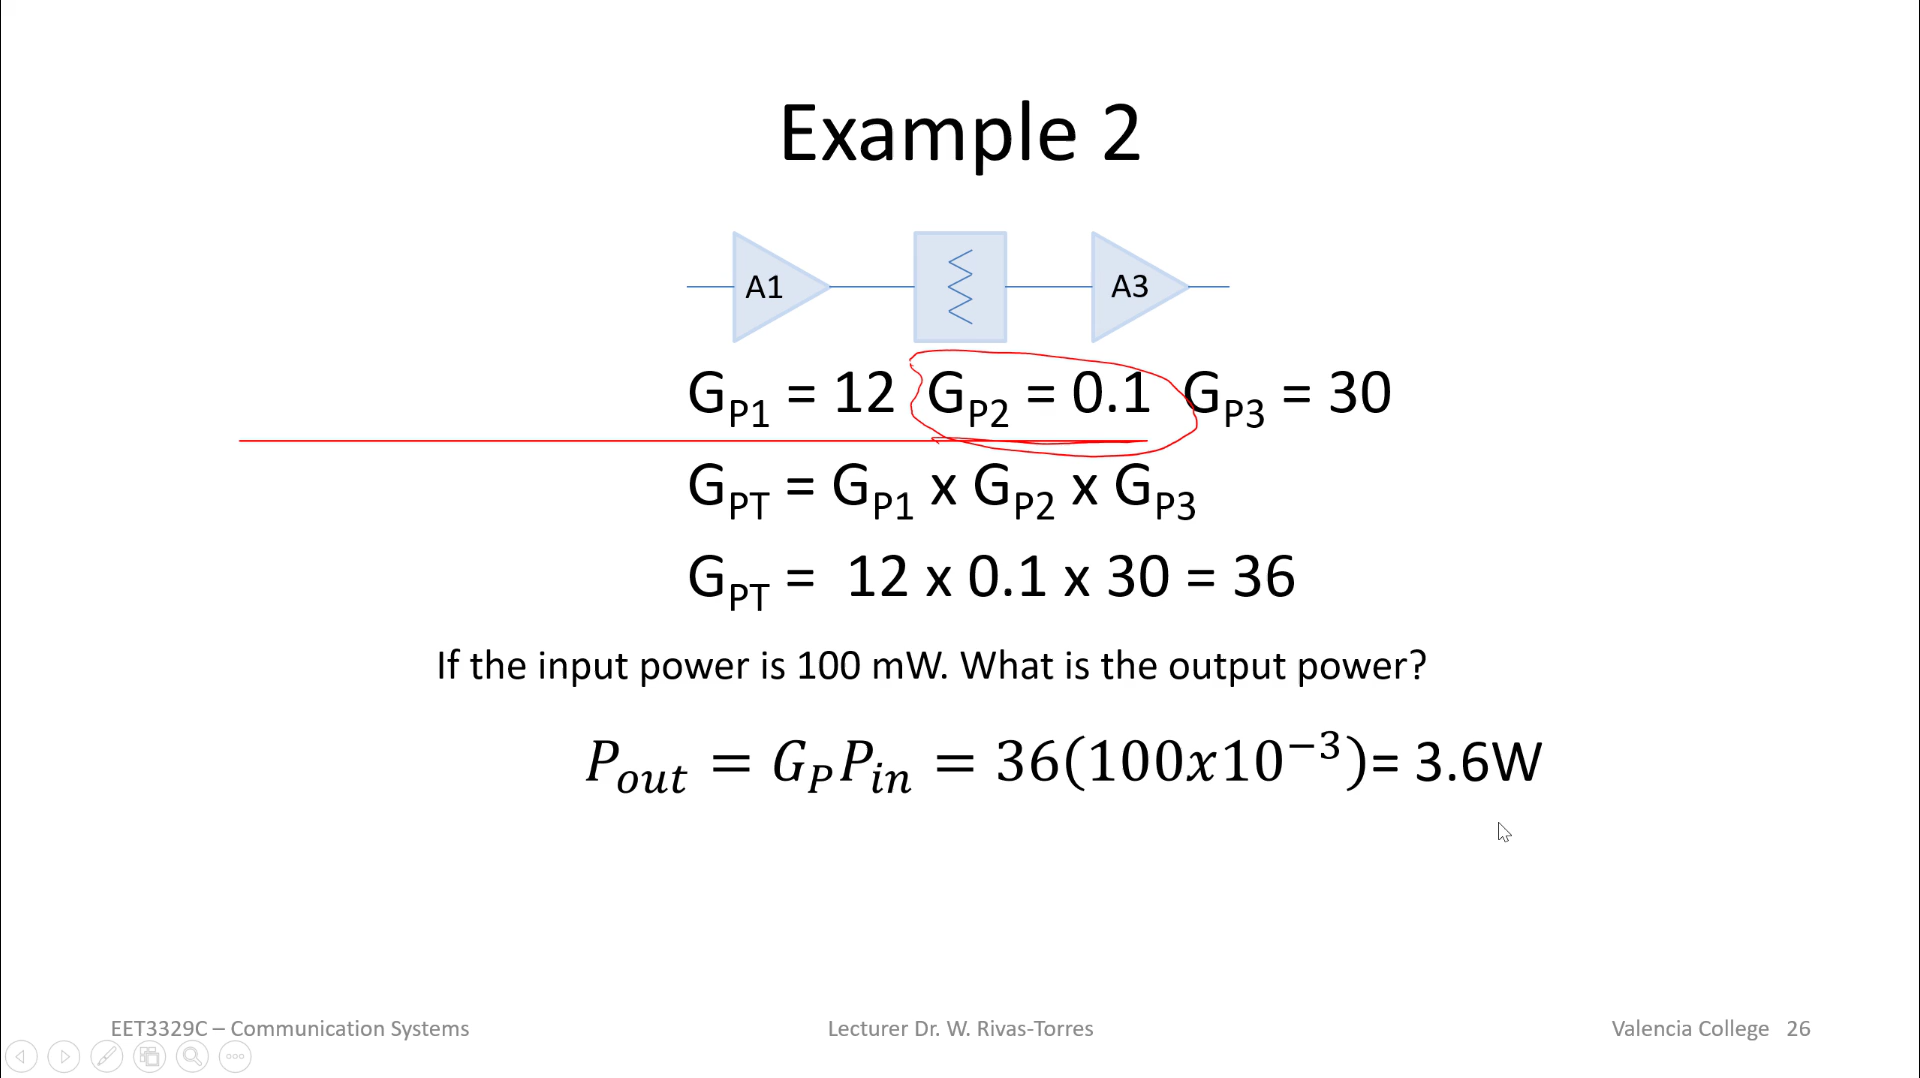 Example 2
A1 A3
G_P1 = 12 G_P2 = 0.1 G_P3 = 30
G_PT = G_P1 x G_P2 x G_P3
G_PT = 12 x 0.1 x 30 = 36
If the input power is 100 mW. What is the output power?
P_out = G_P P_in = 36(100x10^−3)= 3.6W
EET3329C – Communication Systems Lecturer Dr. W. Rivas-Torres Valencia College 26